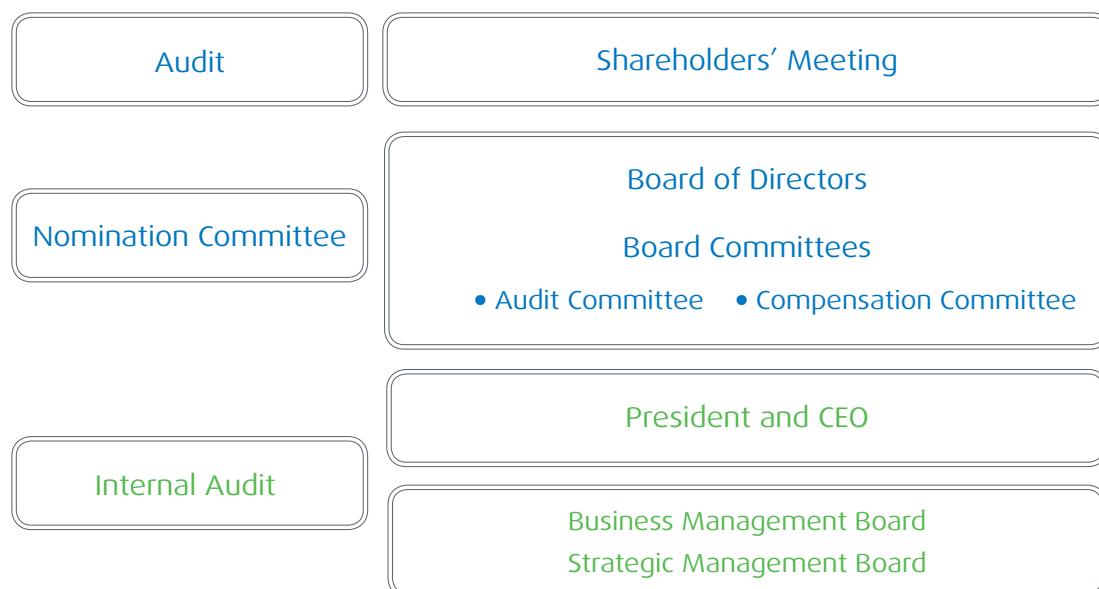 Audit
Shareholders’ Meeting
Board of Directors
Nomination Committee
Board Committees
• Audit Committee • Compensation Committee
President and CEO
Internal Audit
Business Management Board
Strategic Management Board